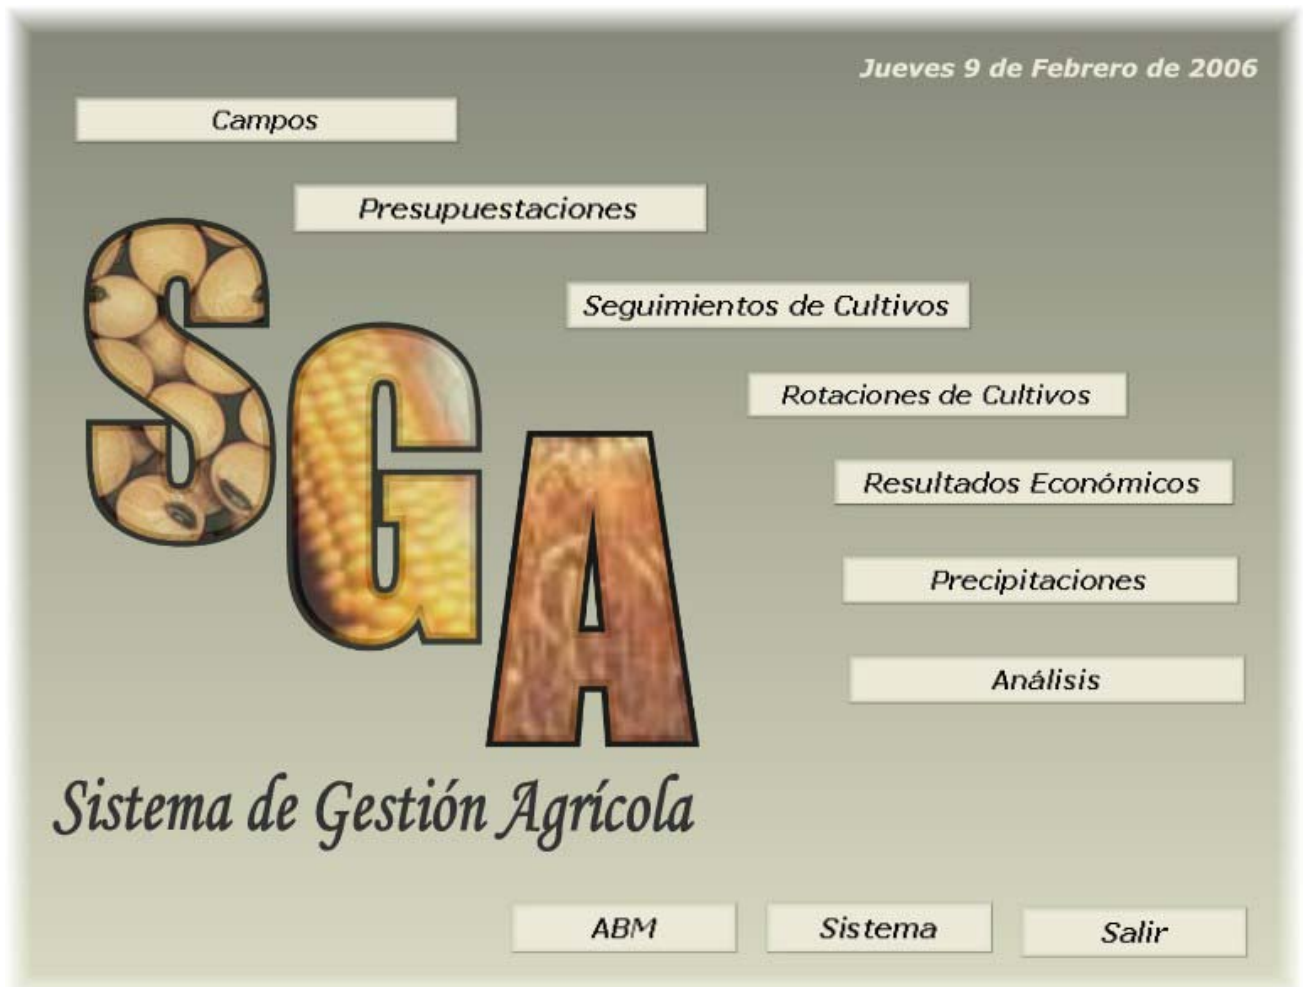 Jueves 9 de Febrero de 2006
Campos
Presupuestaciones
Seguimientos de Cultivos
Rotaciones de Cultivos
Resultados Económicos
Precipitaciones
Análisis
SGA
Sistema de Gestión Agrícola
ABM
Sistema
Salir